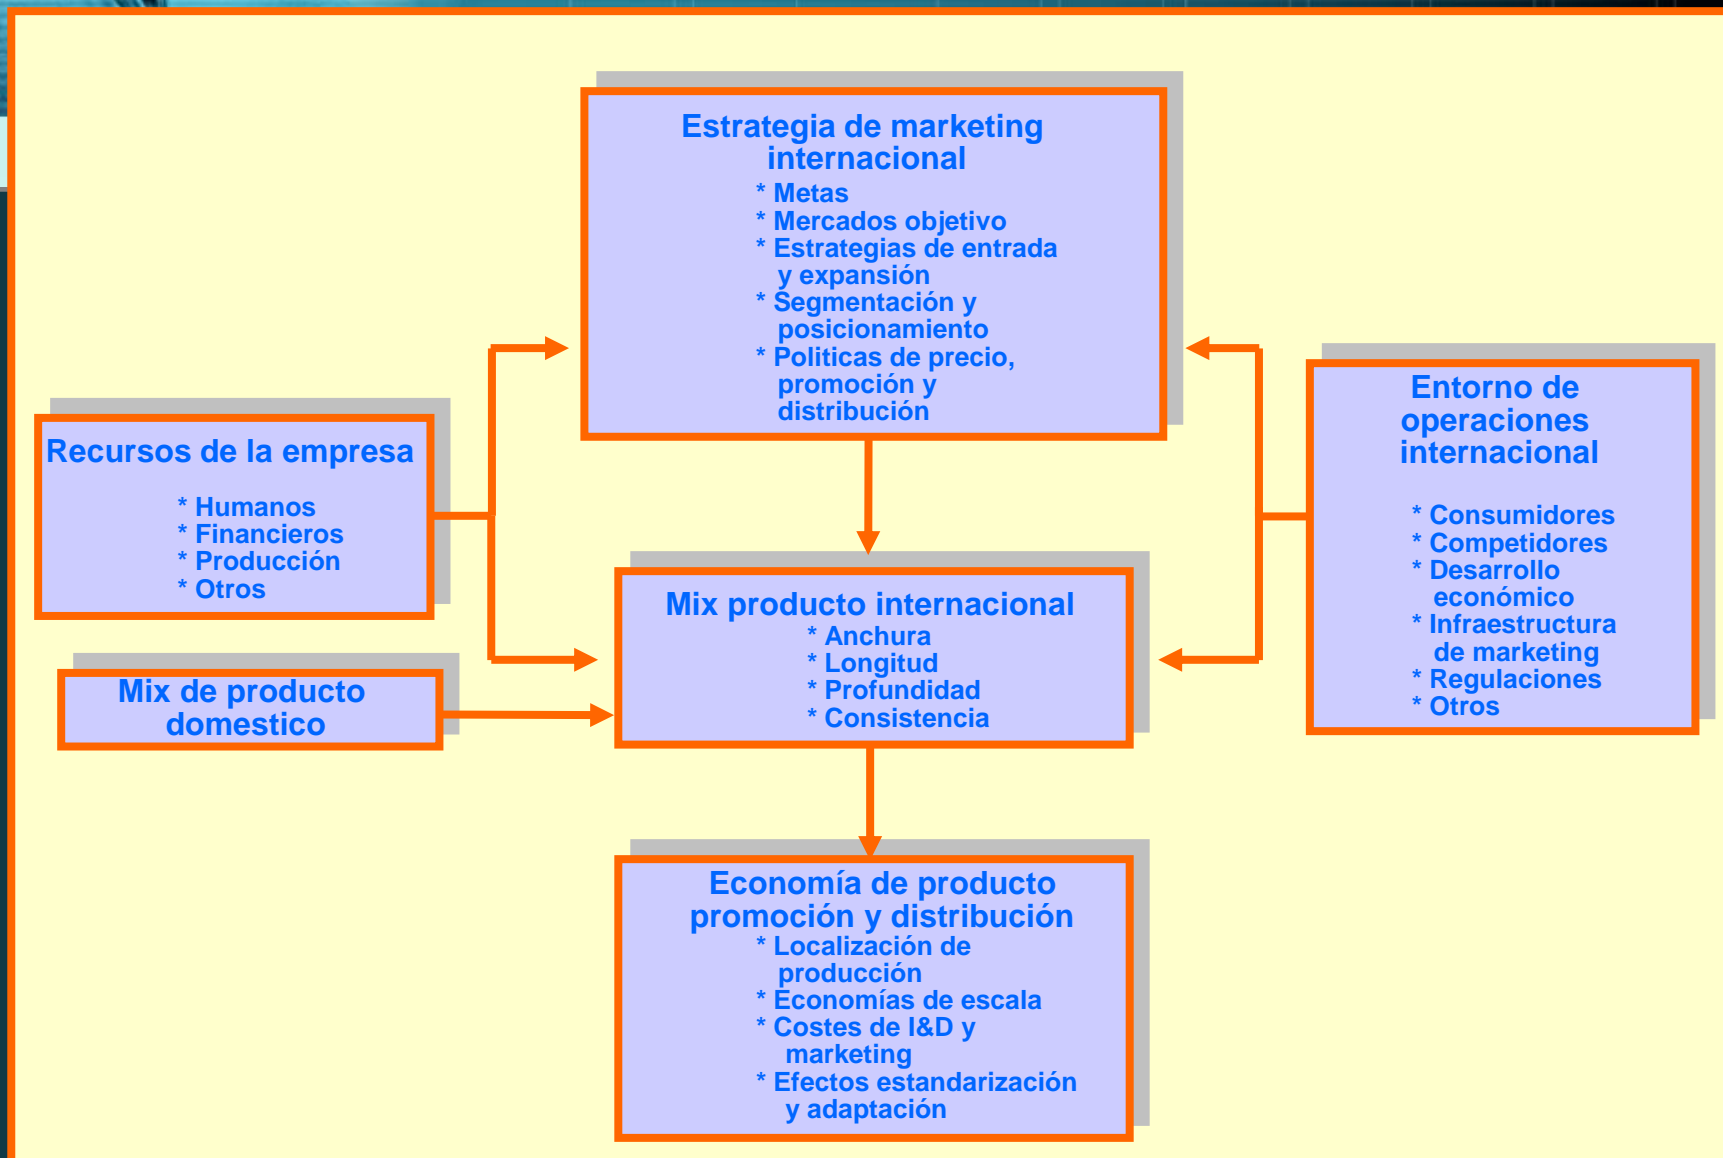 Estrategia de marketing
internacional
* Metas
* Mercados objetivo
* Estrategias de entrada
y expansión
* Segmentación y
posicionamiento
* Politicas de precio,
promoción y
distribución
Recursos de la empresa
* Humanos
* Financieros
* Producción
* Otros
Entorno de
operaciones
internacional
* Consumidores
* Competidores
* Desarrollo
económico
* Infraestructura
de marketing
* Regulaciones
* Otros
Mix producto internacional
* Anchura
* Longitud
* Profundidad
* Consistencia
Mix de producto
domestico
Economía de producto
promoción y distribución
* Localización de
producción
* Economías de escala
* Costes de I&D y
marketing
* Efectos estandarización
y adaptación